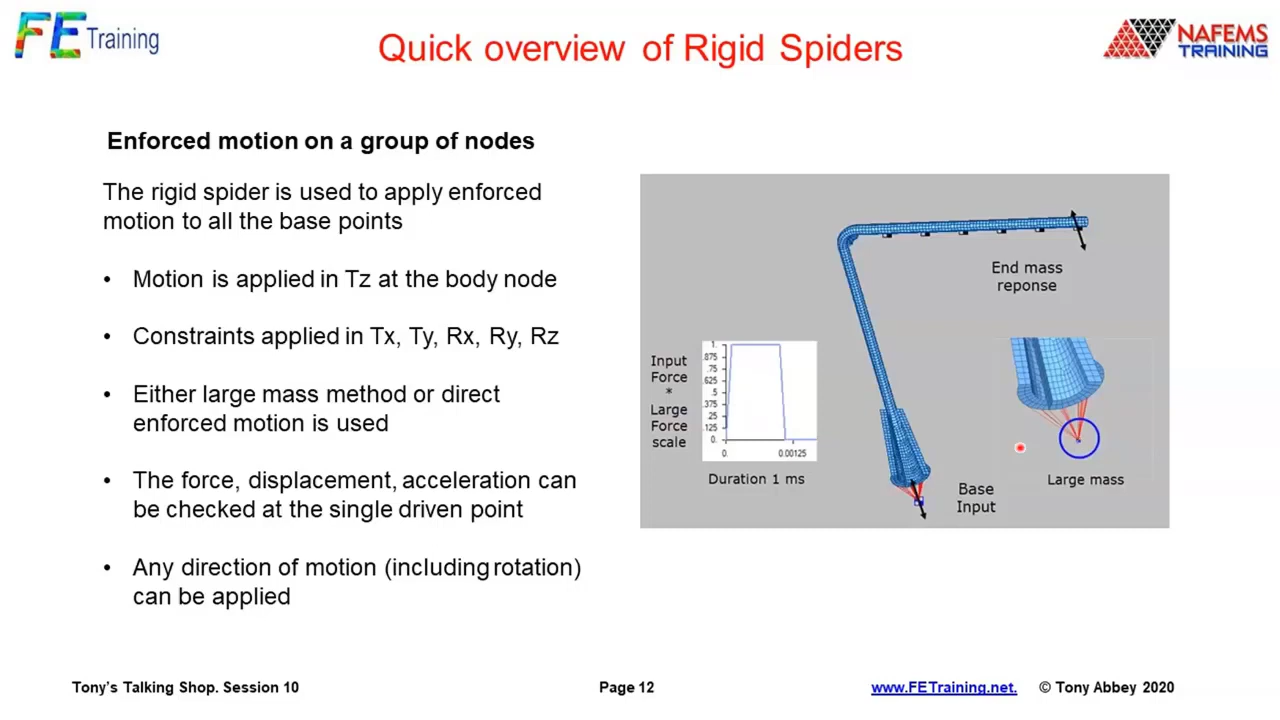 FE Training
Quick overview of Rigid Spiders
NAFEMS
TRAINING
Enforced motion on a group of nodes
The rigid spider is used to apply enforced
motion to all the base points
• Motion is applied in Tz at the body node
• Constraints applied in Tx, Ty, Rx, Ry, Rz
• Either large mass method or direct
enforced motion is used
• The force, displacement, acceleration can
be checked at the single driven point
• Any direction of motion (including rotation)
can be applied
End mass
reponse
Input
Force
*
Large
Force
scale
1.
.875
.75
.625
.5
.375
.25
.125
0.
0.
0.00125
Duration 1 ms
Base
Input
Large mass
Tony's Talking Shop. Session 10
Page 12
www.FETraining.net.
© Tony Abbey 2020